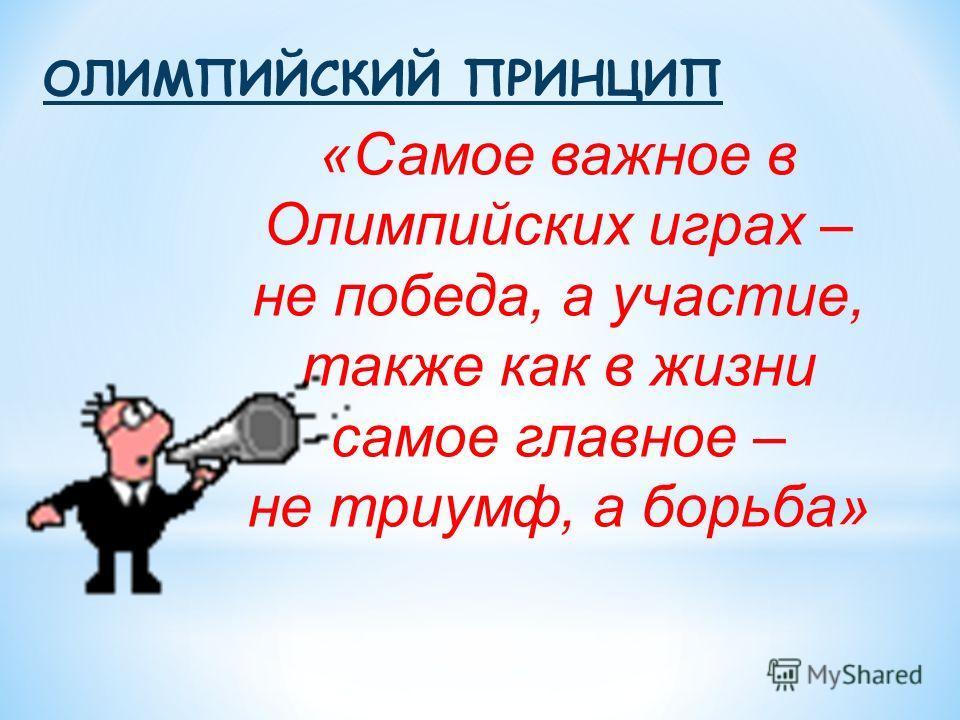 ОЛИМПИЙСКИЙ ПРИНЦИП
«Самое важное в
Олимпийских играх –
не победа, а участие,
также как в жизни
самое главное –
не триумф, а борьба»
MyShared